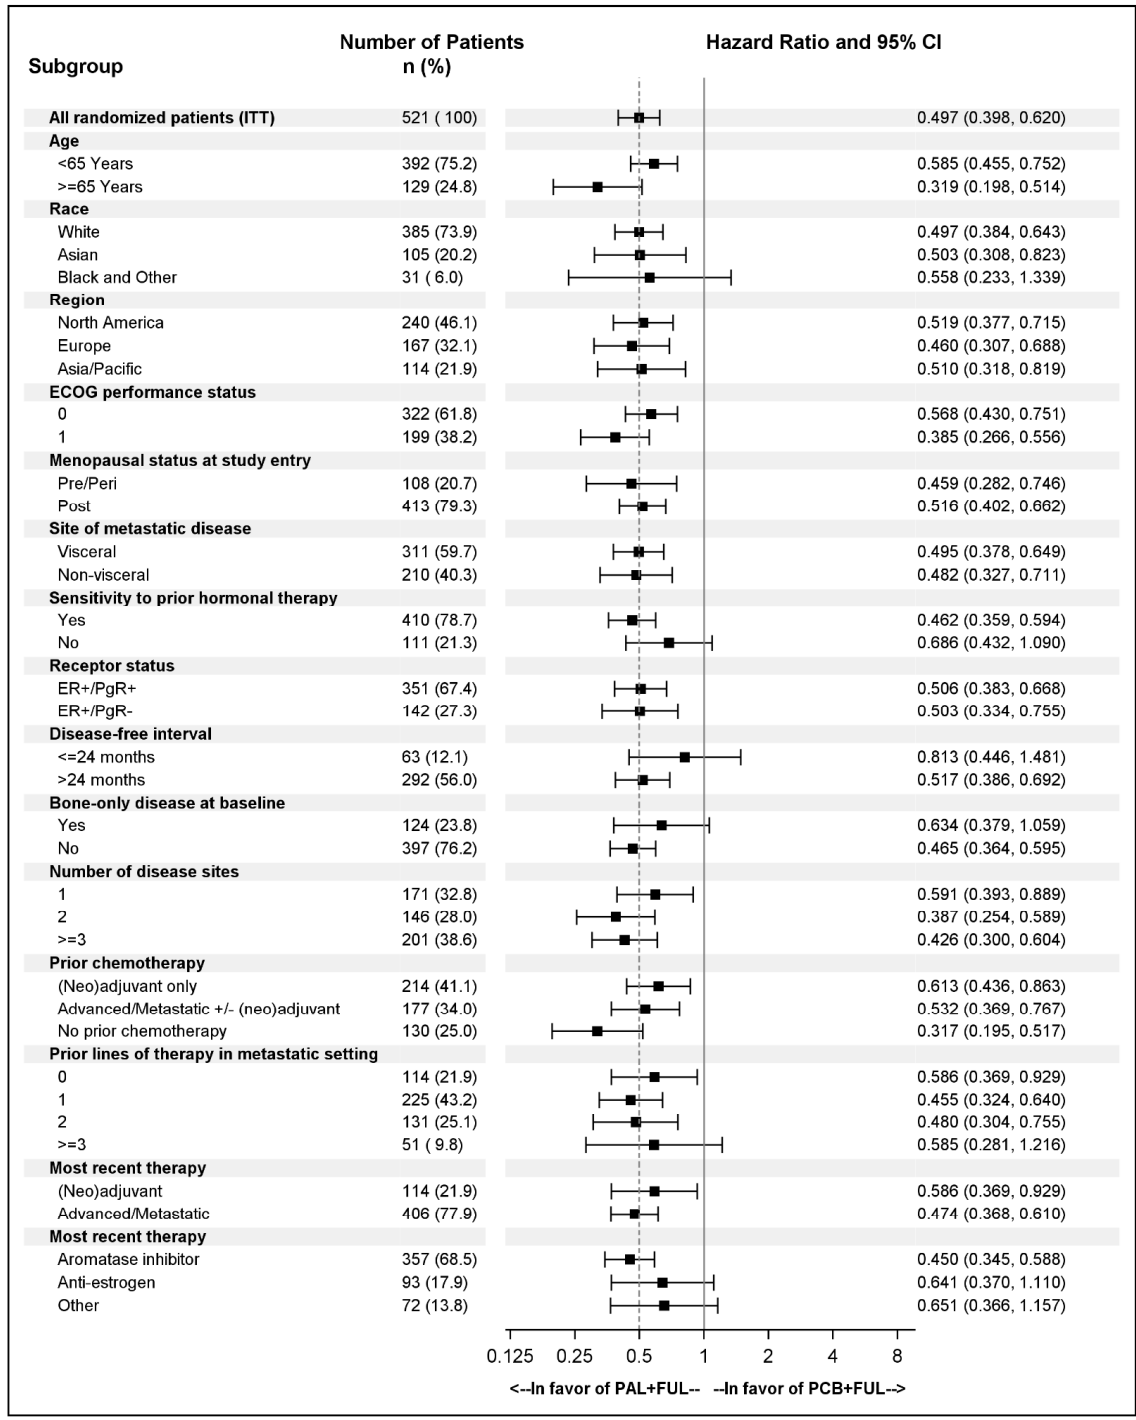 Number of Patients Hazard Ratio and 95% CI
Subgroup n (%)
All randomized patients (ITT) 521 ( 100) 0.497 (0.398, 0.620)
Age
<65 Years 392 (75.2) 0.585 (0.455, 0.752)
>=65 Years 129 (24.8) 0.319 (0.198, 0.514)
Race
White 385 (73.9) 0.497 (0.384, 0.643)
Asian 105 (20.2) 0.503 (0.308, 0.823)
Black and Other 31 ( 6.0) 0.558 (0.233, 1.339)
Region
North America 240 (46.1) 0.519 (0.377, 0.715)
Europe 167 (32.1) 0.460 (0.307, 0.688)
Asia/Pacific 114 (21.9) 0.510 (0.318, 0.819)
ECOG performance status
0 322 (61.8) 0.568 (0.430, 0.751)
1 199 (38.2) 0.385 (0.266, 0.556)
Menopausal status at study entry
Pre/Peri 108 (20.7) 0.459 (0.282, 0.746)
Post 413 (79.3) 0.516 (0.402, 0.662)
Site of metastatic disease
Visceral 311 (59.7) 0.495 (0.378, 0.649)
Non-visceral 210 (40.3) 0.482 (0.327, 0.711)
Sensitivity to prior hormonal therapy
Yes 410 (78.7) 0.462 (0.359, 0.594)
No 111 (21.3) 0.686 (0.432, 1.090)
Receptor status
ER+/PgR+ 351 (67.4) 0.506 (0.383, 0.668)
ER+/PgR- 142 (27.3) 0.503 (0.334, 0.755)
Disease-free interval
<=24 months 63 (12.1) 0.813 (0.446, 1.481)
>24 months 292 (56.0) 0.517 (0.386, 0.692)
Bone-only disease at baseline
Yes 124 (23.8) 0.634 (0.379, 1.059)
No 397 (76.2) 0.465 (0.364, 0.595)
Number of disease sites
1 171 (32.8) 0.591 (0.393, 0.889)
2 146 (28.0) 0.387 (0.254, 0.589)
>=3 201 (38.6) 0.426 (0.300, 0.604)
Prior chemotherapy
(Neo)adjuvant only 214 (41.1) 0.613 (0.436, 0.863)
Advanced/Metastatic +/- (neo)adjuvant 177 (34.0) 0.532 (0.369, 0.767)
No prior chemotherapy 130 (25.0) 0.317 (0.195, 0.517)
Prior lines of therapy in metastatic setting
0 114 (21.9) 0.586 (0.369, 0.929)
1 225 (43.2) 0.455 (0.324, 0.640)
2 131 (25.1) 0.480 (0.304, 0.755)
>=3 51 ( 9.8) 0.585 (0.281, 1.216)
Most recent therapy
(Neo)adjuvant 114 (21.9) 0.586 (0.369, 0.929)
Advanced/Metastatic 406 (77.9) 0.474 (0.368, 0.610)
Most recent therapy
Aromatase inhibitor 357 (68.5) 0.450 (0.345, 0.588)
Anti-estrogen 93 (17.9) 0.641 (0.370, 1.110)
Other 72 (13.8) 0.651 (0.366, 1.157)
0.125 0.25 0.5 1 2 4 8
<--In favor of PAL+FUL-- --In favor of PCB+FUL-->